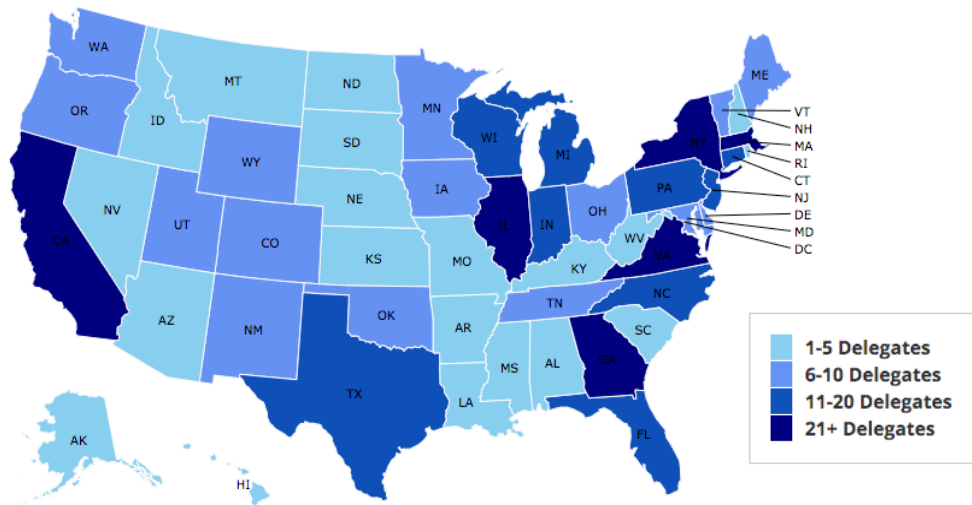 WA
ME
MT
ND
MN
OR
VT
ID
WI
NH
SD
MI
NY
MA
WY
RI
CT
IA
PA
NE
NJ
NV
OH
DE
UT
IL
IN
MD
CA
CO
WV
DC
KS
MO
VA
KY
NC
TN
AZ
NM
OK
AR
SC
MS
AL
GA
TX
LA
FL
AK
HI
1-5 Delegates
6-10 Delegates
11-20 Delegates
21+ Delegates